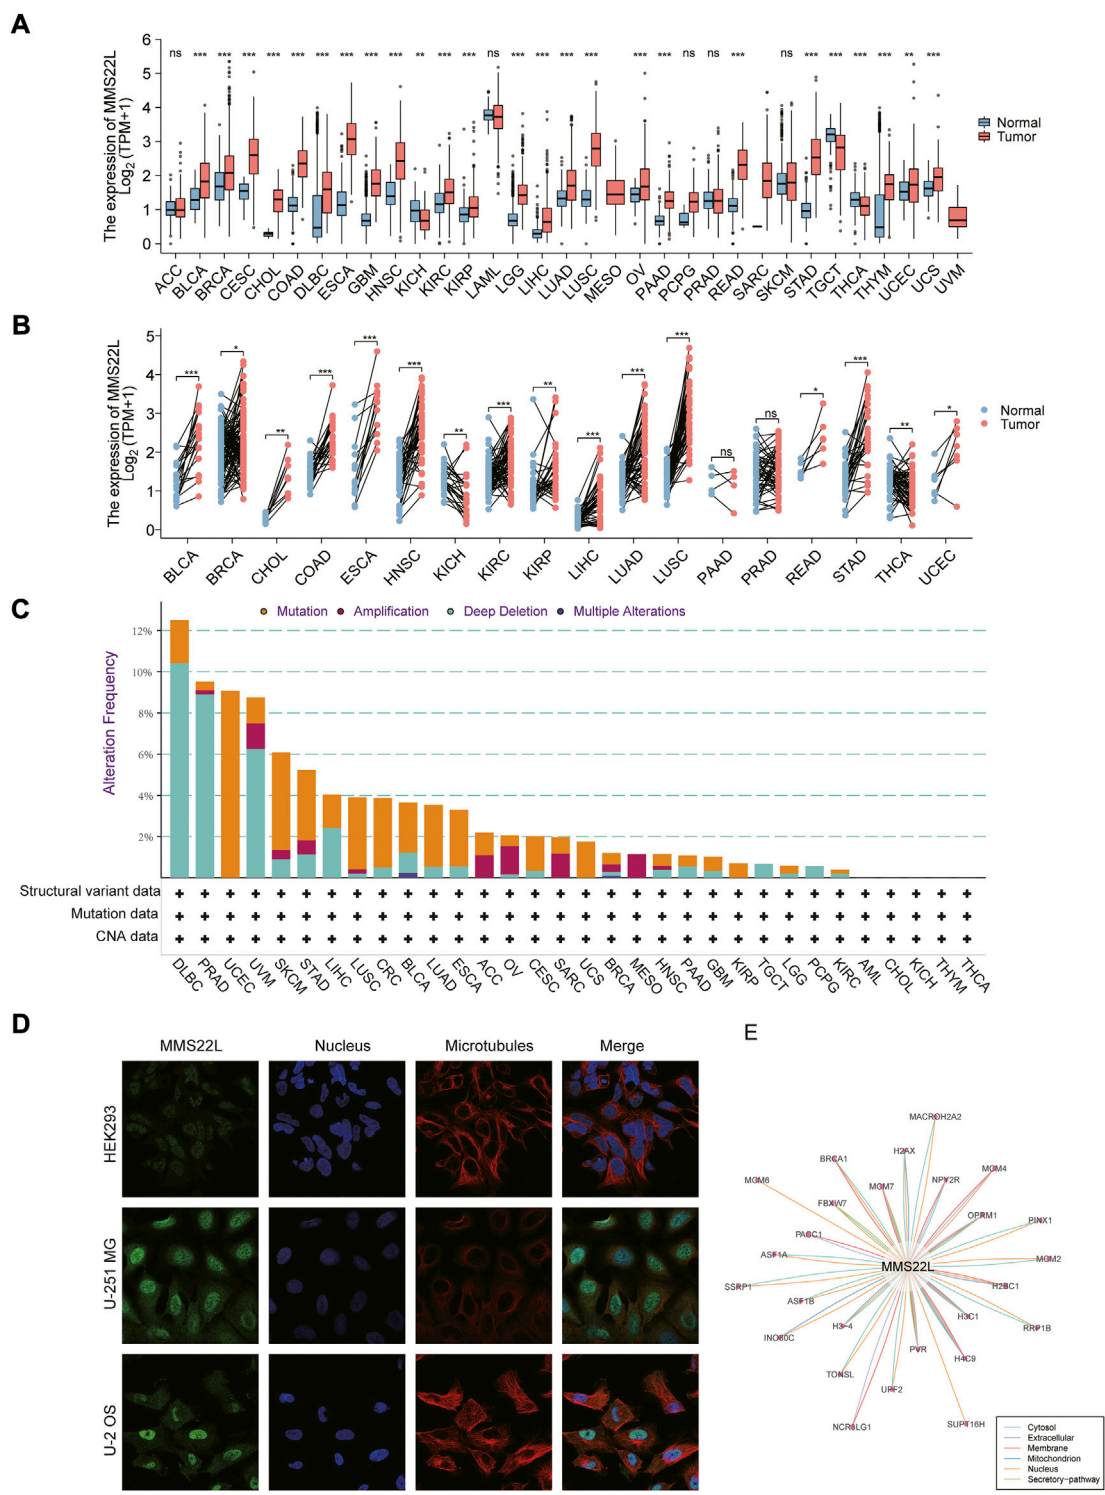 A
The expression of MMS22L
Log2 (TPM+1)
6
5
4
3
2
1
0
ns *** *** *** *** *** *** *** *** *** ** *** *** ns *** *** *** *** *** *** ns ns *** ns *** *** *** *** ** ***
Normal
Tumor
ACC BLCA BRCA CESC CHOL COAD DLBC ESCA GBM HNSC KICH KIRC KIRP LAML LGG LIHC LUAD LUSC MESO OV PAAD PCPG PRAD READ SARC SKCM STAD TGCT THCA THYM UCEC UCS UVM
B
The expression of MMS22L
Log2 (TPM+1)
5
4
3
2
1
0
*** * ** *** *** *** ** *** ** *** *** *** ns ns * *** ** *
Normal
Tumor
BLCA BRCA CHOL COAD ESCA HNSC KICH KIRC KIRP LIHC LUAD LUSC PAAD PRAD READ STAD THCA UCEC
C
Mutation Amplification Deep Deletion Multiple Alterations
Alteration Frequency
12%
10%
8%
6%
4%
2%
Structural variant data
Mutation data
CNA data
DLBC PRAD UCEC UVM SKCM STAD LIHC LUSC CRC BLCA LUAD ESCA ACC OV CESC SARC UCS BRCA MESO HNSC PAAD GBM KIRP TGCT LGG PCPG KIRC AML CHOL KICH THYM THCA
D
MMS22L Nucleus Microtubules Merge
HEK293
U-251 MG
U-2 OS
E
MACROH2A2
H2AX
BRCA1
MCM4
MCM6
MCM7
NPY2R
FBXW7
OPRM1
PINX1
PACC1
ASF1A
MCM2
MMS22L
SSRP1
H2BC1
ASF1B
H3C1
H3-4
RRP1B
INO80C
PVR
H4C9
TONSL
UPF2
NCR3LG1
SUPT16H
Cytosol
Extracellular
Membrane
Mitochondrion
Nucleus
Secretory-pathway